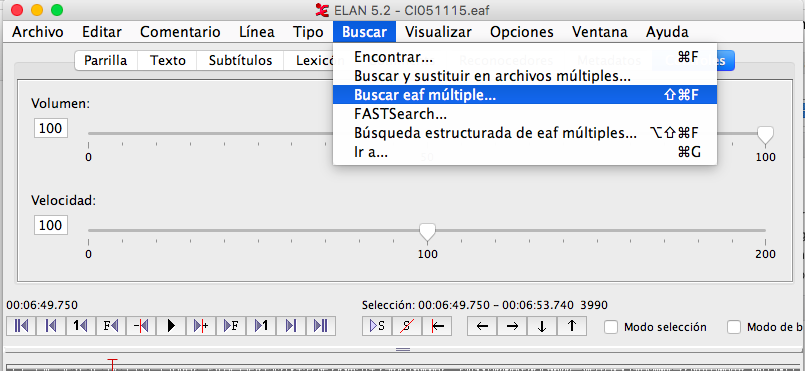 ELAN 5.2 - CI051115.eaf
Archivo Editar Comentario Línea Tipo Buscar Visualizar Opciones Ventana Ayuda
Parrilla Texto Subtítulos
Encontrar... ⌘F
Buscar y sustituir en archivos múltiples...
Buscar eaf múltiple... ⇧⌘F
FASTSearch...
Búsqueda estructurada de eaf múltiples... ⌥⇧⌘F
Ir a... ⌘G
Volumen:
100
0 100
Velocidad:
100
0 100 200
00:06:49.750 Selección: 00:06:49.750 - 00:06:53.740 3990
1 F F 1 S S Modo selección Modo de b